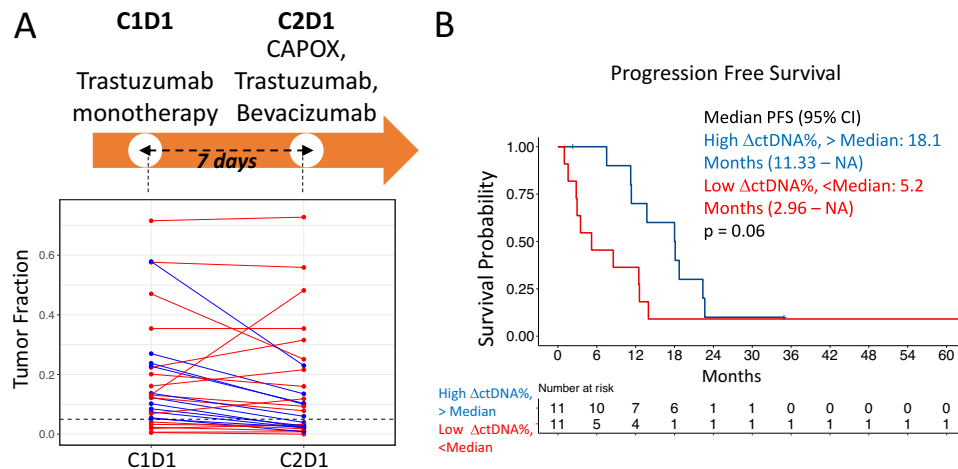 A
C1D1
C2D1
Trastuzumab
monotherapy
CAPOX,
Trastuzumab,
Bevacizumab
7 days
Tumor Fraction
0.6
0.4
0.2
0.0
C1D1
C2D1
B
Progression Free Survival
Median PFS (95% CI)
High ΔctDNA%, > Median: 18.1
Months (11.33 – NA)
Low ΔctDNA%, <Median: 5.2
Months (2.96 – NA)
p = 0.06
Survival Probability
1.00
0.75
0.50
0.25
0.00
0 6 12 18 24 30 36 42 48 54 60
Months
Number at risk
High ΔctDNA%,
> Median
11 10 7 6 1 1 0 0 0 0 0
Low ΔctDNA%,
<Median
11 5 4 1 1 1 1 1 1 1 1